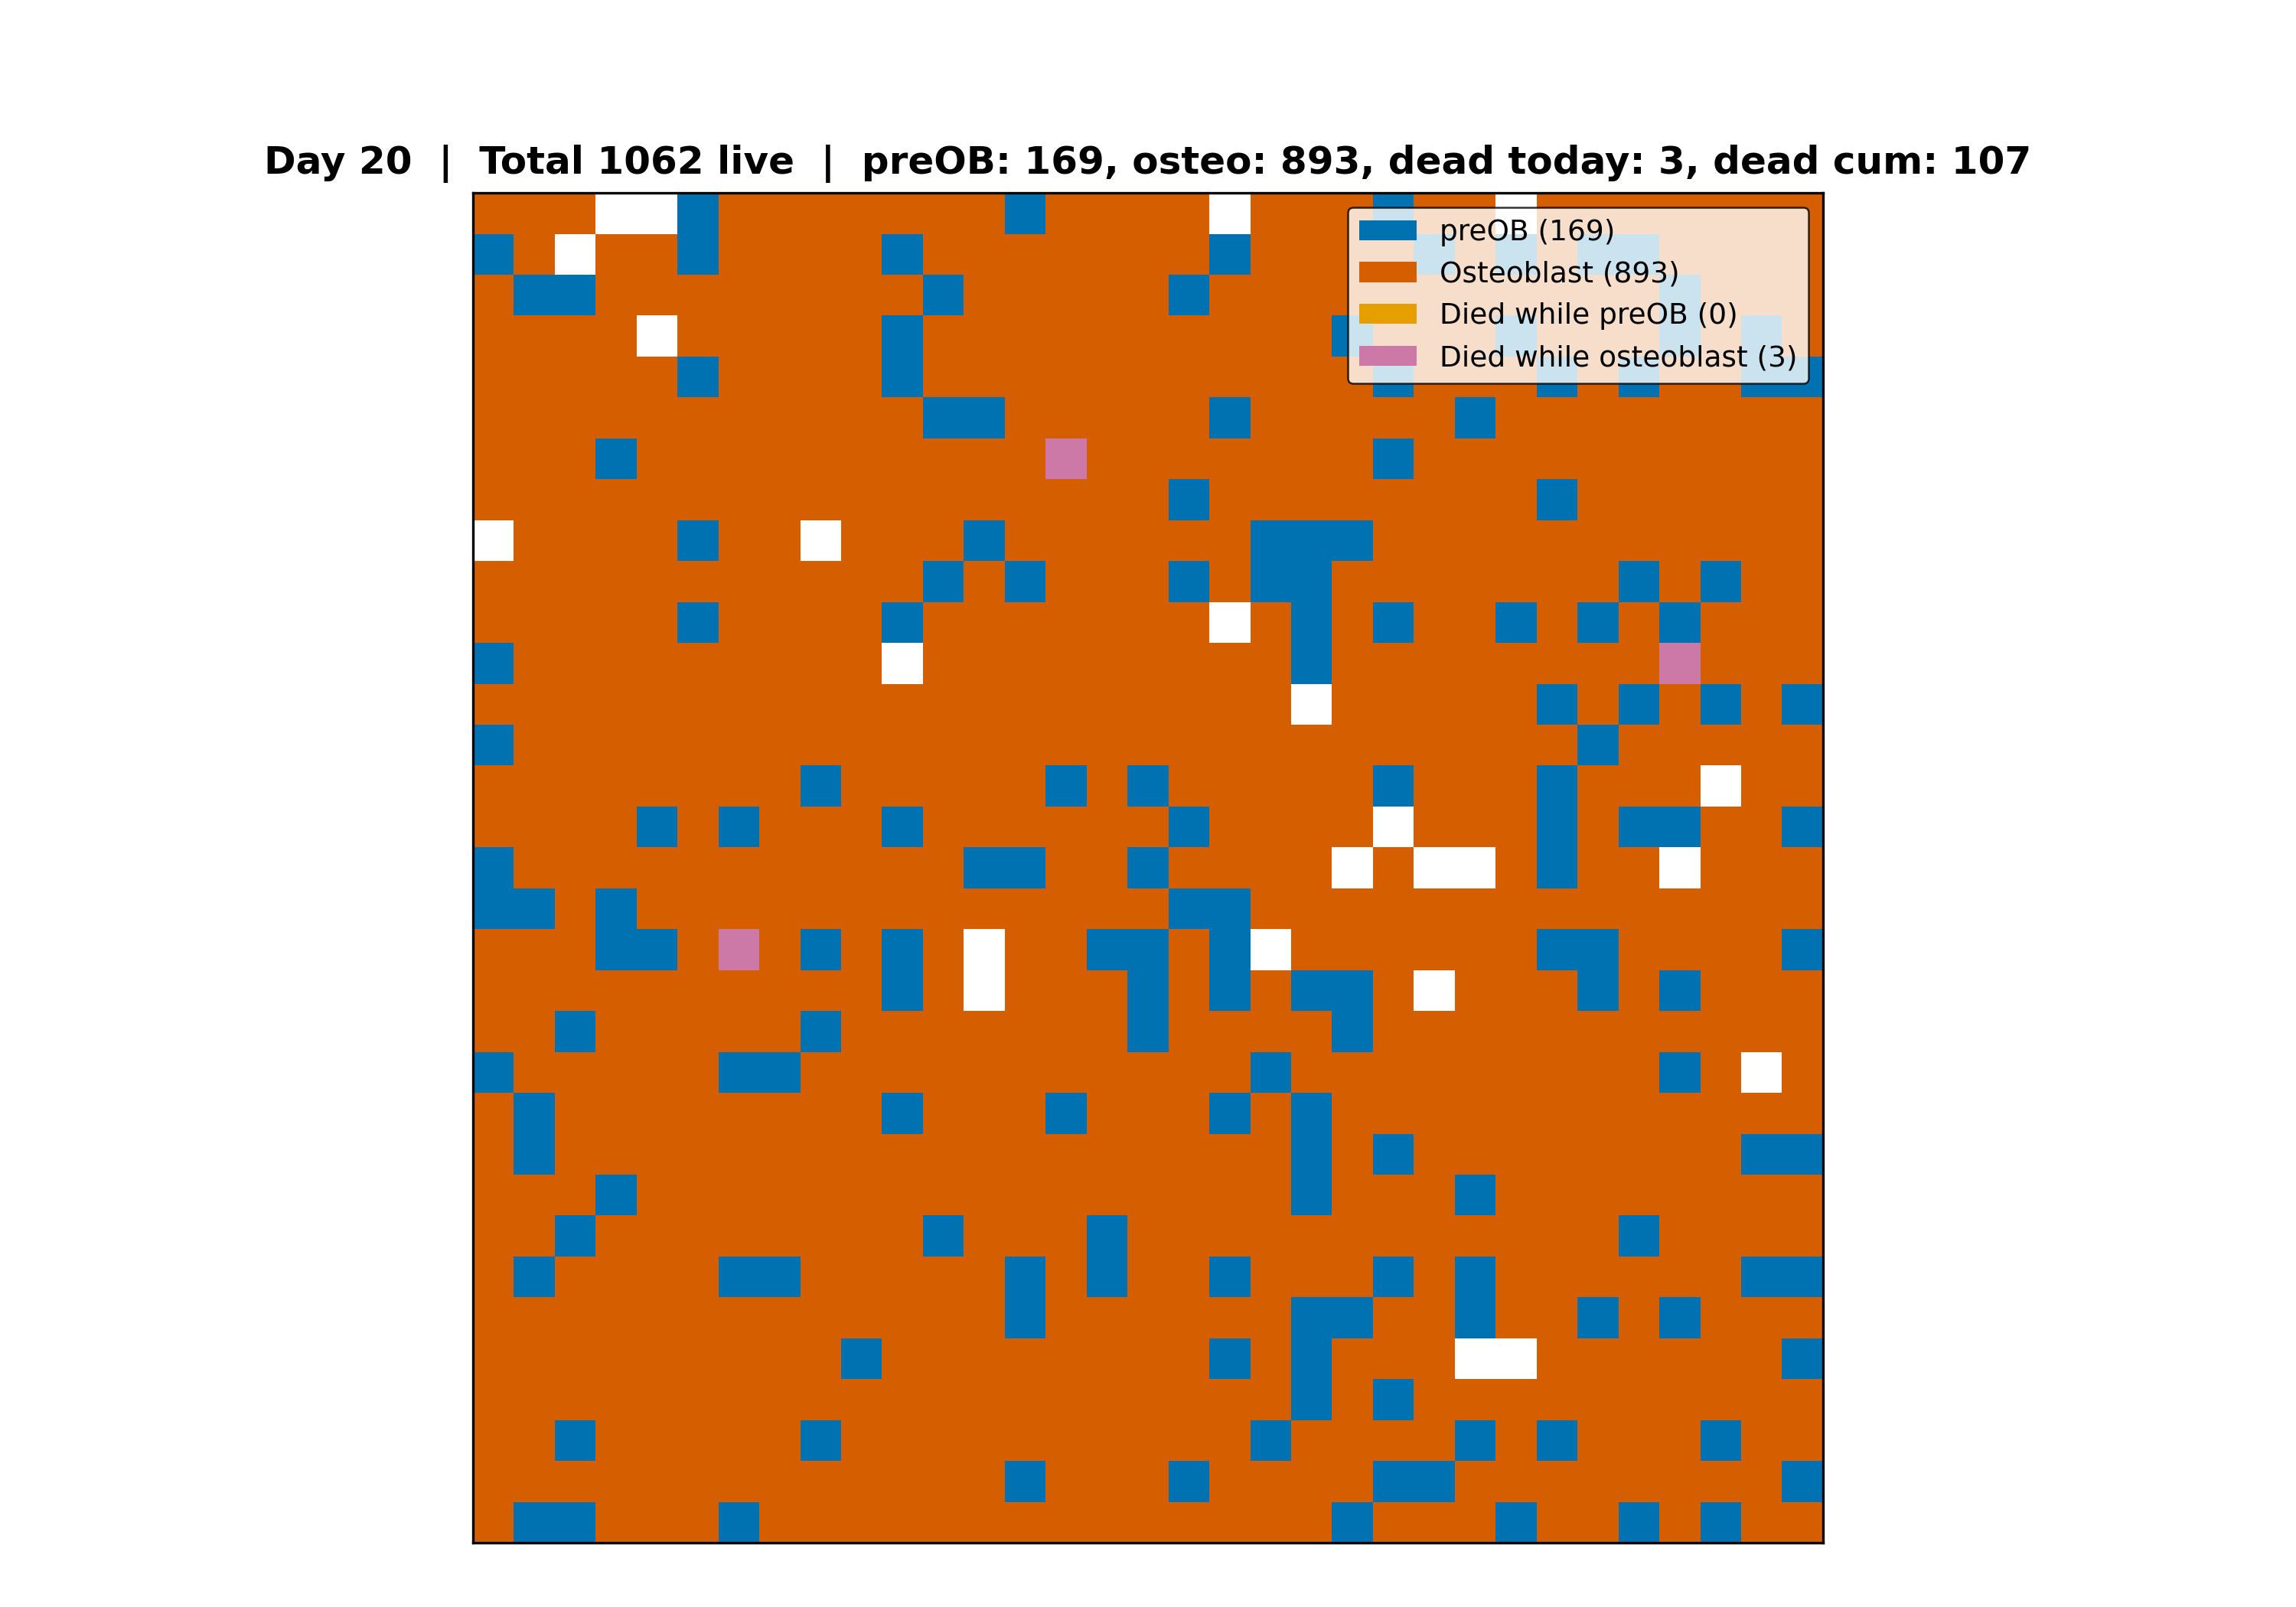 Day 20 | Total 1062 live | preOB: 169, osteo: 893, dead today: 3, dead cum: 107
preOB (169)
Osteoblast (893)
Died while preOB (0)
Died while osteoblast (3)